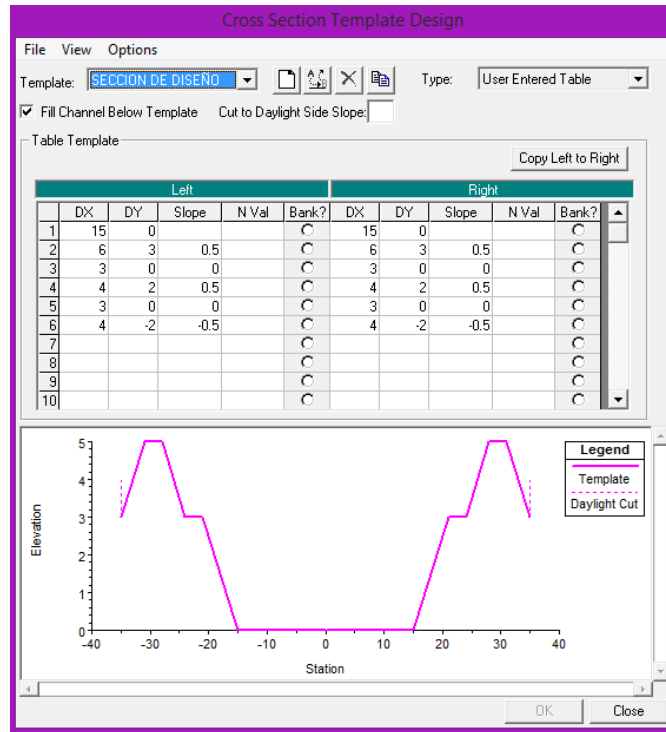 Cross Section Template Design
File View Options
Template: SECCION DE DISEÑO Type: User Entered Table
Fill Channel Below Template Cut to Daylight Side Slope:
Table Template
Copy Left to Right
Left Right
DX DY Slope N Val Bank? DX DY Slope N Val Bank?
1 15 0 15 0
2 6 3 0.5 6 3 0.5
3 3 0 0 3 0 0
4 4 2 0.5 4 2 0.5
5 3 0 0 3 0 0
6 4 -2 -0.5 4 -2 -0.5
7
8
9
10
5
4
3
2
1
0
Elevation
-40 -30 -20 -10 0 10 20 30 40
Station
Legend
Template
Daylight Cut
OK Close